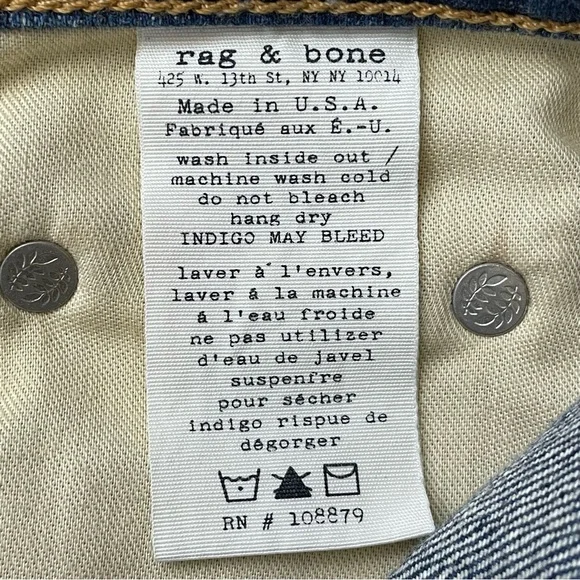 rag & bone
425 W. 13th St, NY NY 10014
Made in U.S.A.
Fabriqué aux É.-U.
wash inside out /
machine wash cold
do not bleach
hang dry
INDIGO MAY BLEED
laver à l'envers,
laver á la machine
á l'eau froide
ne pas utilizer
d'eau de javel
suspenfre
pour sécher
indigo rispue de
dégorger
RN # 108879